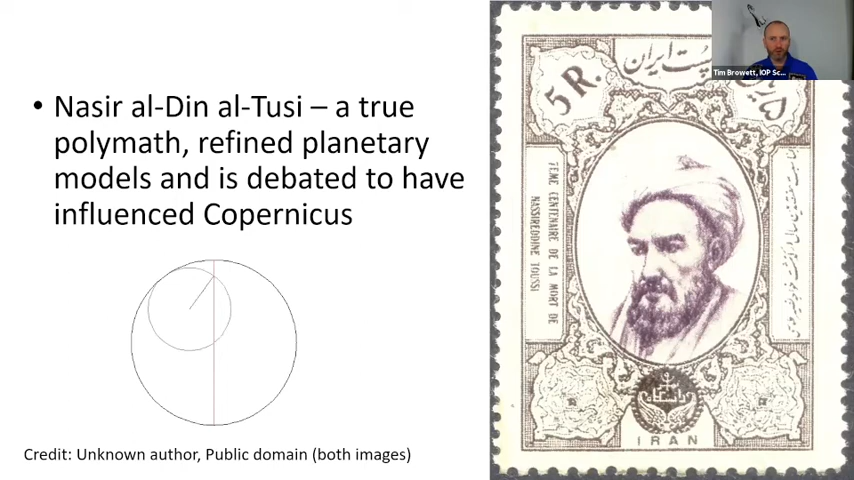 • Nasir al-Din al-Tusi – a true
polymath, refined planetary
models and is debated to have
influenced Copernicus
Credit: Unknown author, Public domain (both images)
5 R.
پست ایران
7EME CENTENAIRE DE LA MORT DE
NASSIREDDINE TOUSSI
IRAN
Tim Browett, IOP Sc...